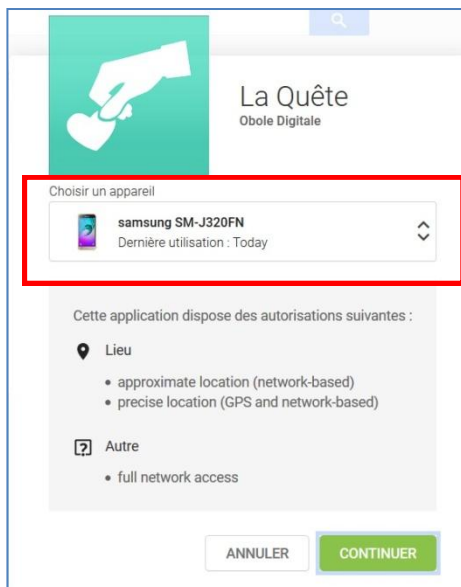 La Quête
Obole Digitale
Choisir un appareil
samsung SM-J320FN
Dernière utilisation : Today
Cette application dispose des autorisations suivantes :
Lieu
• approximate location (network-based)
• precise location (GPS and network-based)
Autre
• full network access
ANNULER
CONTINUER